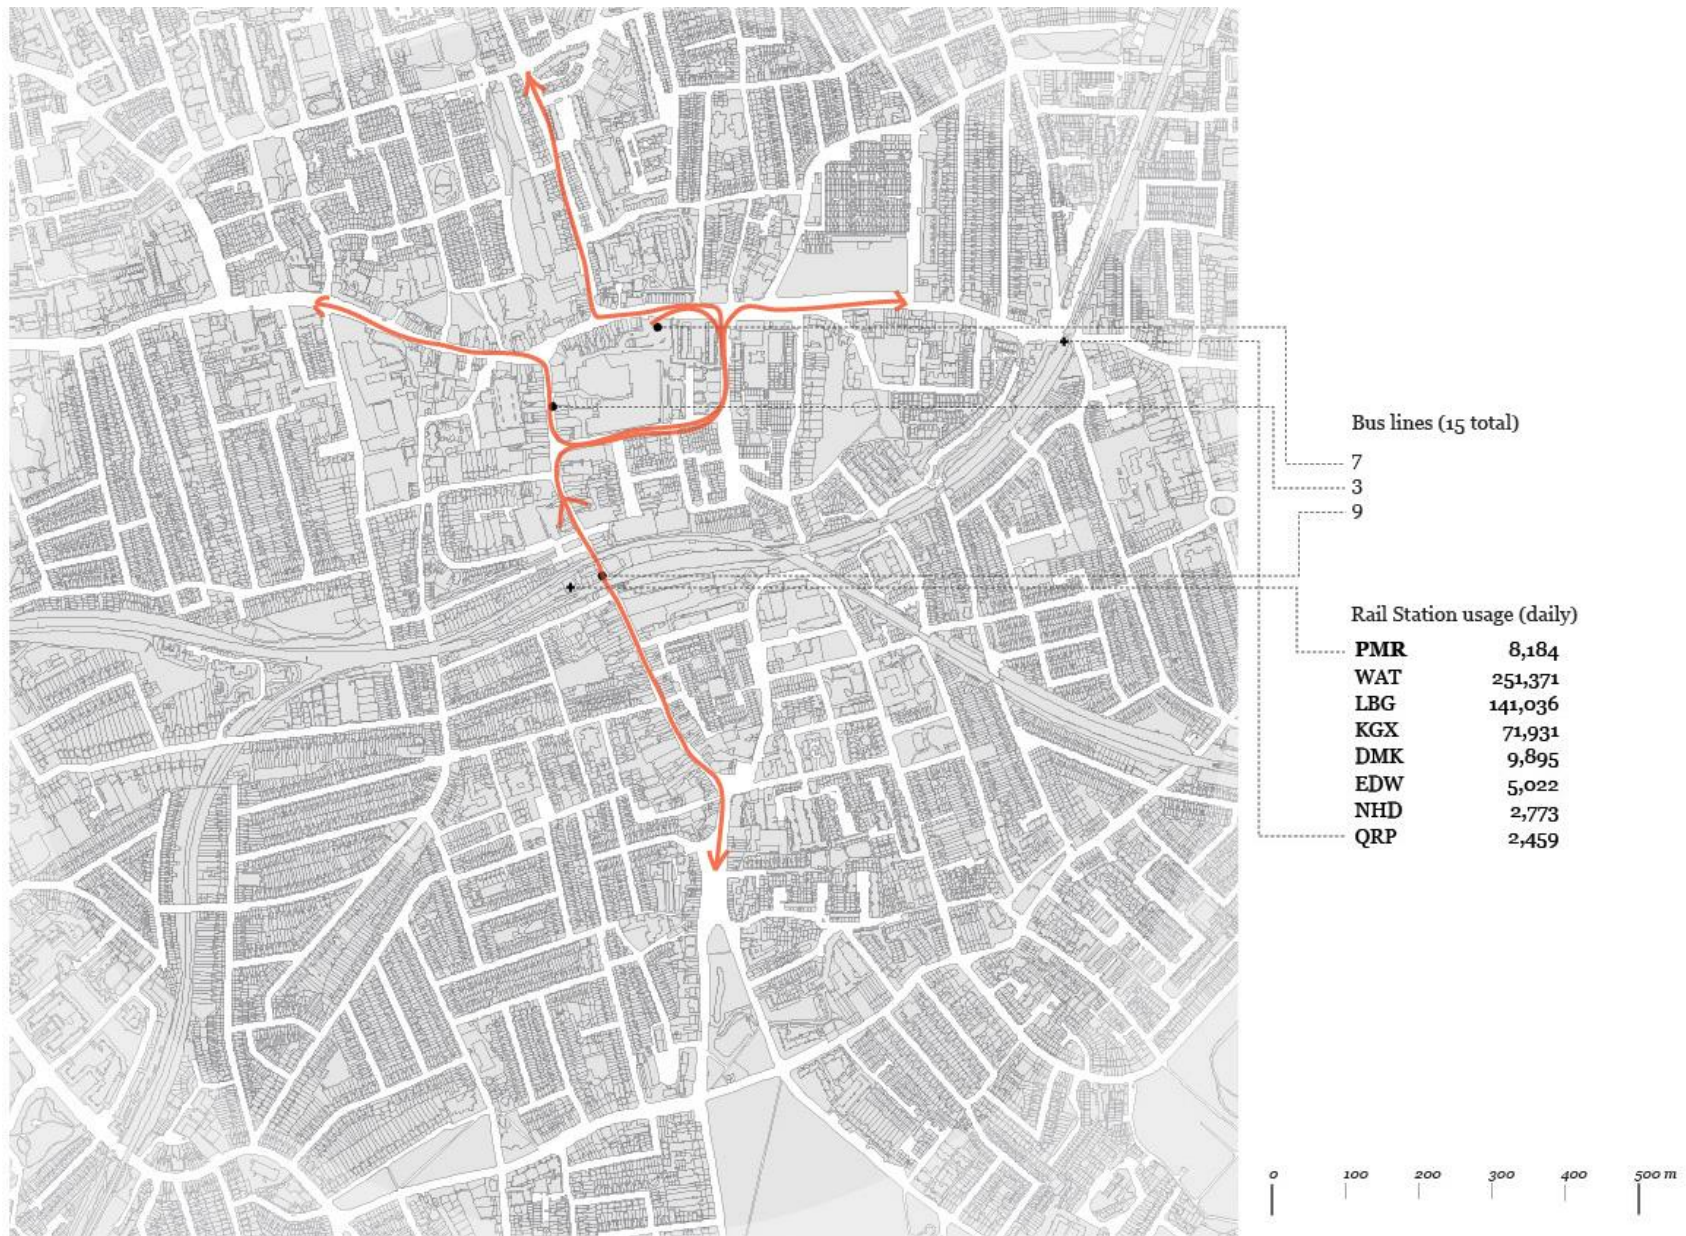 Bus lines (15 total)
7
3
9
Rail Station usage (daily)
PMR 8,184
WAT 251,371
LBG 141,036
KGX 71,931
DMK 9,895
EDW 5,022
NHD 2,773
QRP 2,459
0 100 200 300 400 500 m